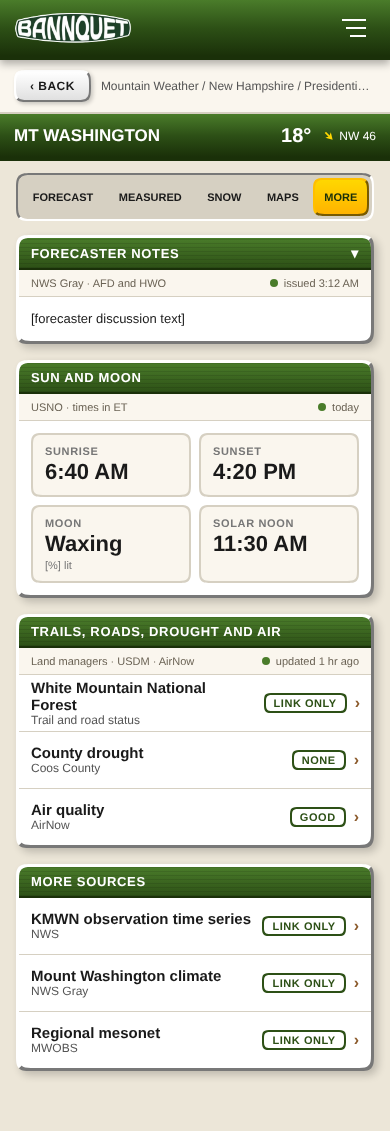 BANNQUET
‹ BACK
Mountain Weather / New Hampshire / Presidenti…
MT WASHINGTON
18°
NW 46
FORECAST
MEASURED
SNOW
MAPS
MORE
FORECASTER NOTES
▼
NWS Gray · AFD and HWO
issued 3:12 AM
[forecaster discussion text]
SUN AND MOON
USNO · times in ET
today
SUNRISE
6:40 AM
SUNSET
4:20 PM
MOON
Waxing
[%] lit
SOLAR NOON
11:30 AM
TRAILS, ROADS, DROUGHT AND AIR
Land managers · USDM · AirNow
updated 1 hr ago
White Mountain National
Forest
Trail and road status
LINK ONLY ›
County drought
Coos County
NONE ›
Air quality
AirNow
GOOD ›
MORE SOURCES
KMWN observation time series
NWS
LINK ONLY ›
Mount Washington climate
NWS Gray
LINK ONLY ›
Regional mesonet
MWOBS
LINK ONLY ›